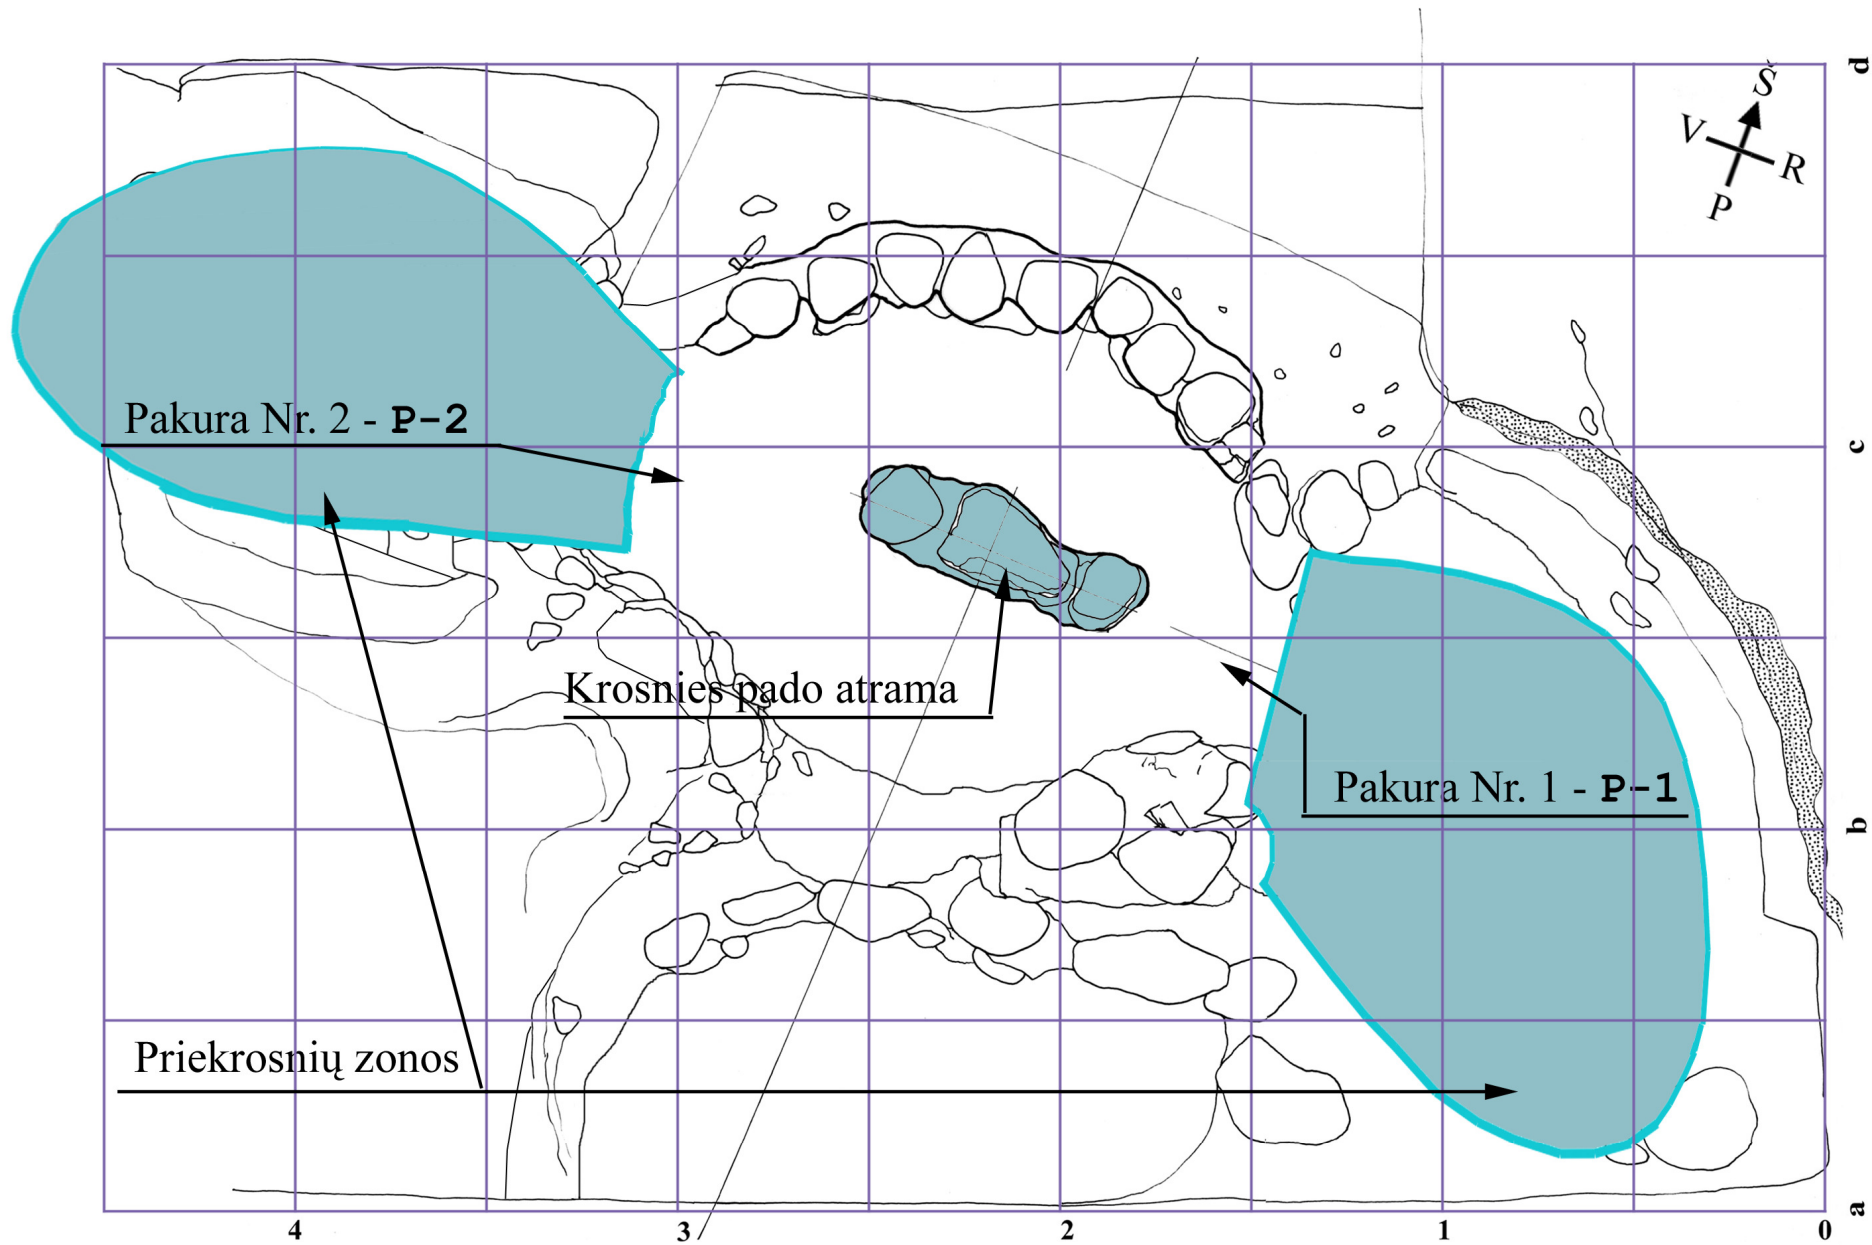 d
Š
V
R
P
Pakura Nr. 2 - P-2
c
Krosnies pado atrama
Pakura Nr. 1 - P-1
b
Priekrosnių zonos
a
4
3
2
1
0